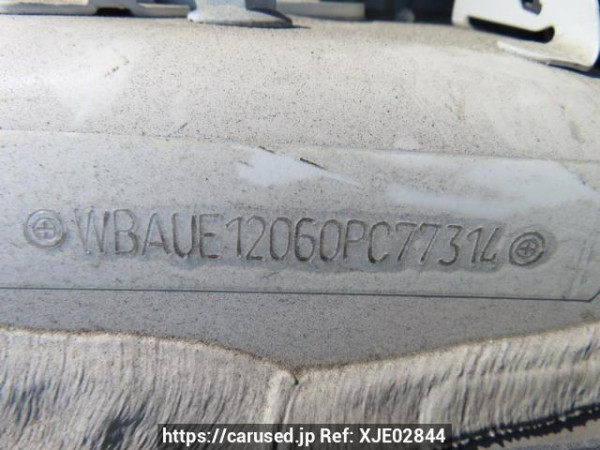 WBAUE12060PC77314
https://carused.jp Ref: XJE02844